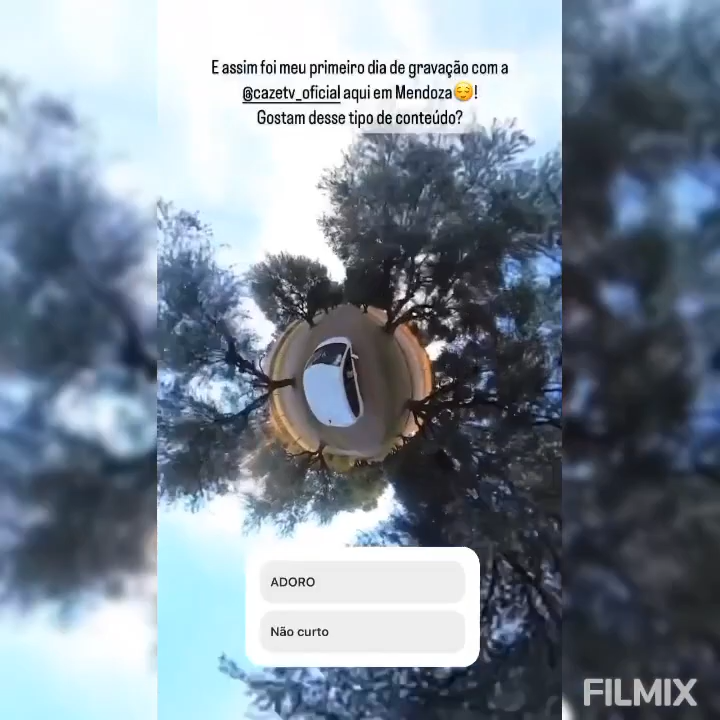 E assim foi meu primeiro dia de gravação com a
@cazetv_oficial aqui em Mendoza😌!
Gostam desse tipo de conteúdo?
ADORO
Não curto
FILMIX